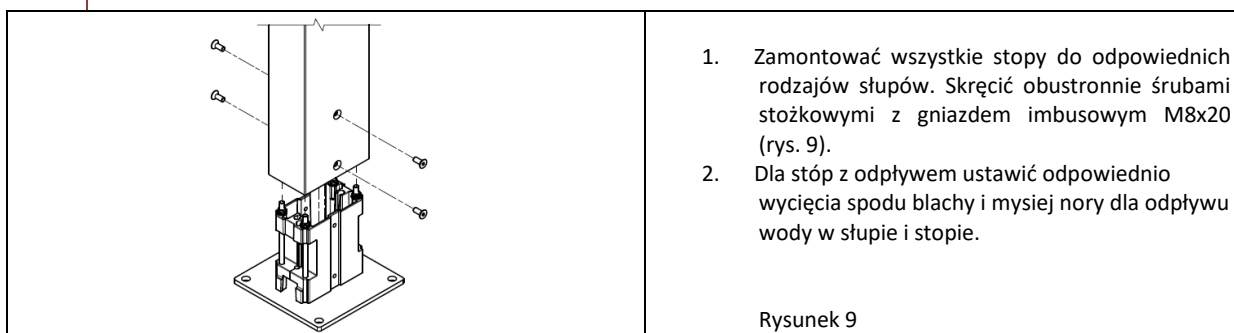 1. Zamontować wszystkie stopy do odpowiednich
rodzajów słupów. Skręcić obustronnie śrubami
stożkowymi z gniazdem imbusowym M8x20
(rys. 9).
2. Dla stóp z odpływem ustawić odpowiednio
wycięcia spodu blachy i mysiej nory dla odpływu
wody w słupie i stopie.
Rysunek 9